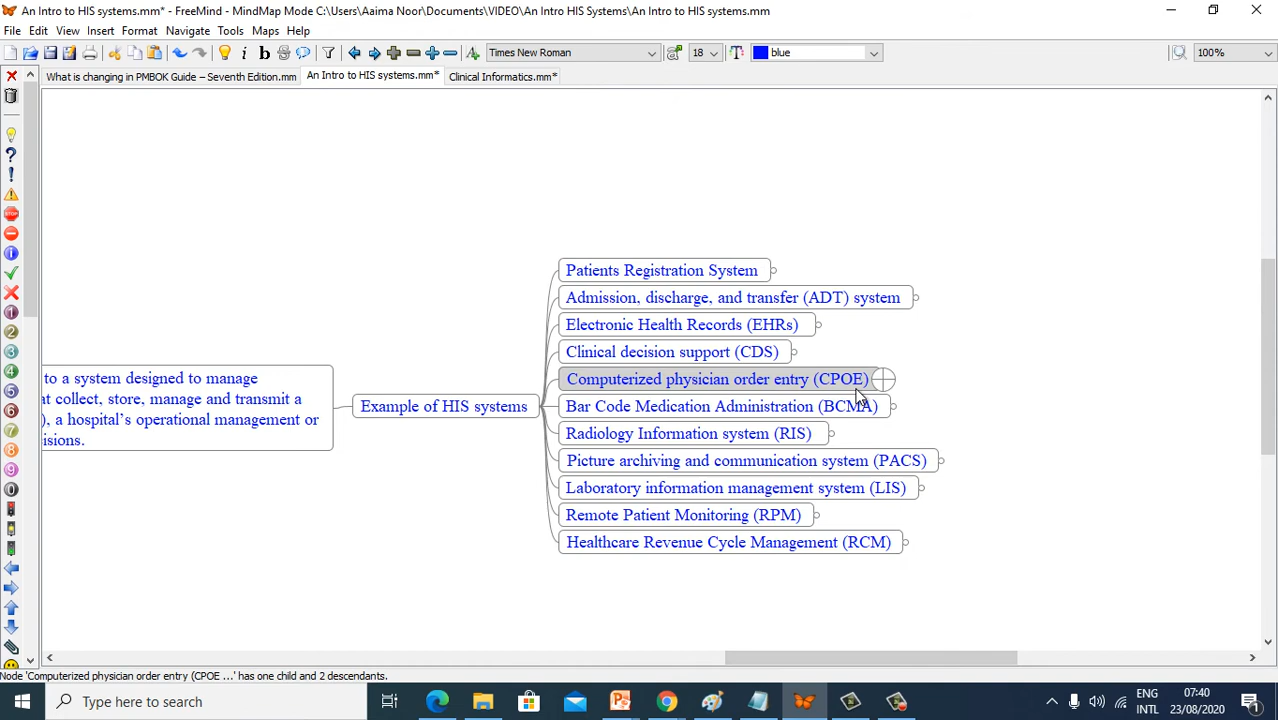 An Intro to HIS systems.mm* - FreeMind - MindMap Mode C:\Users\Aaima Noor\Documents\VIDEO\An Intro HIS Systems\An Intro to HIS systems.mm
File Edit View Insert Format Navigate Tools Maps Help
Times New Roman 18 blue 100%
What is changing in PMBOK Guide – Seventh Edition.mm An Intro to HIS systems.mm* Clinical Informatics.mm*
Patients Registration System
Admission, discharge, and transfer (ADT) system
Electronic Health Records (EHRs)
Clinical decision support (CDS)
Computerized physician order entry (CPOE)
Bar Code Medication Administration (BCMA)
Radiology Information system (RIS)
Picture archiving and communication system (PACS)
Laboratory information management system (LIS)
Remote Patient Monitoring (RPM)
Healthcare Revenue Cycle Management (RCM)
Example of HIS systems
to a system designed to manage
at collect, store, manage and transmit a
), a hospital's operational management or
isions.
Node 'Computerized physician order entry (CPOE ...' has one child and 2 descendants.
Type here to search
ENG
INTL
07:40
23/08/2020